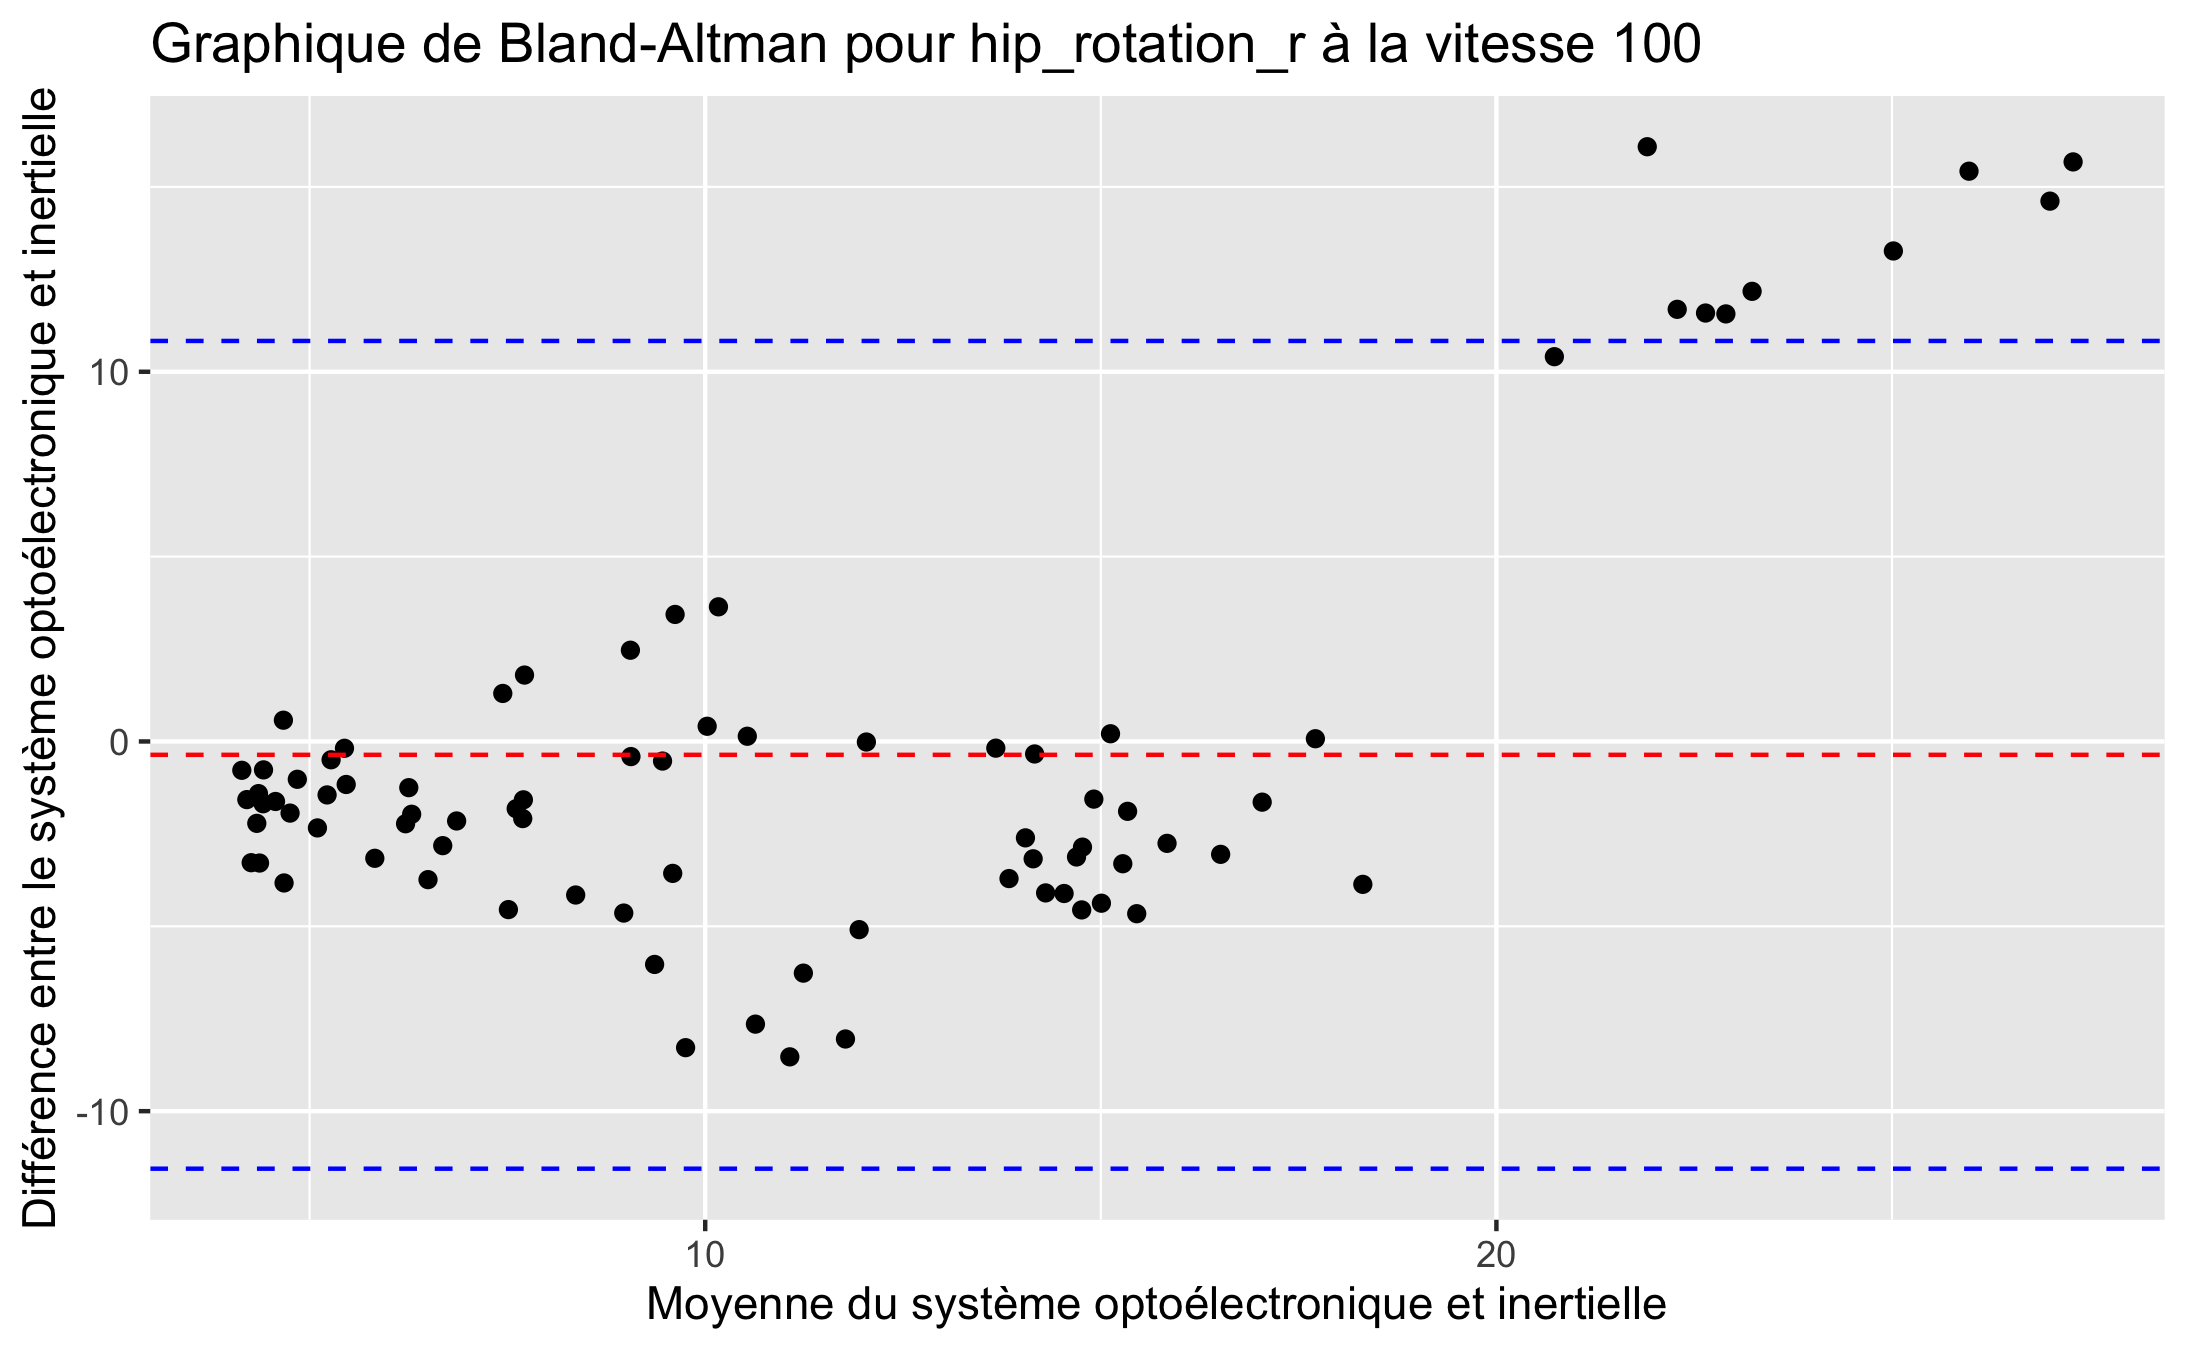 Graphique de Bland-Altman pour hip_rotation_r à la vitesse 100
Différence entre le système optoélectronique et inertielle
10
0
-10
10
20
Moyenne du système optoélectronique et inertielle